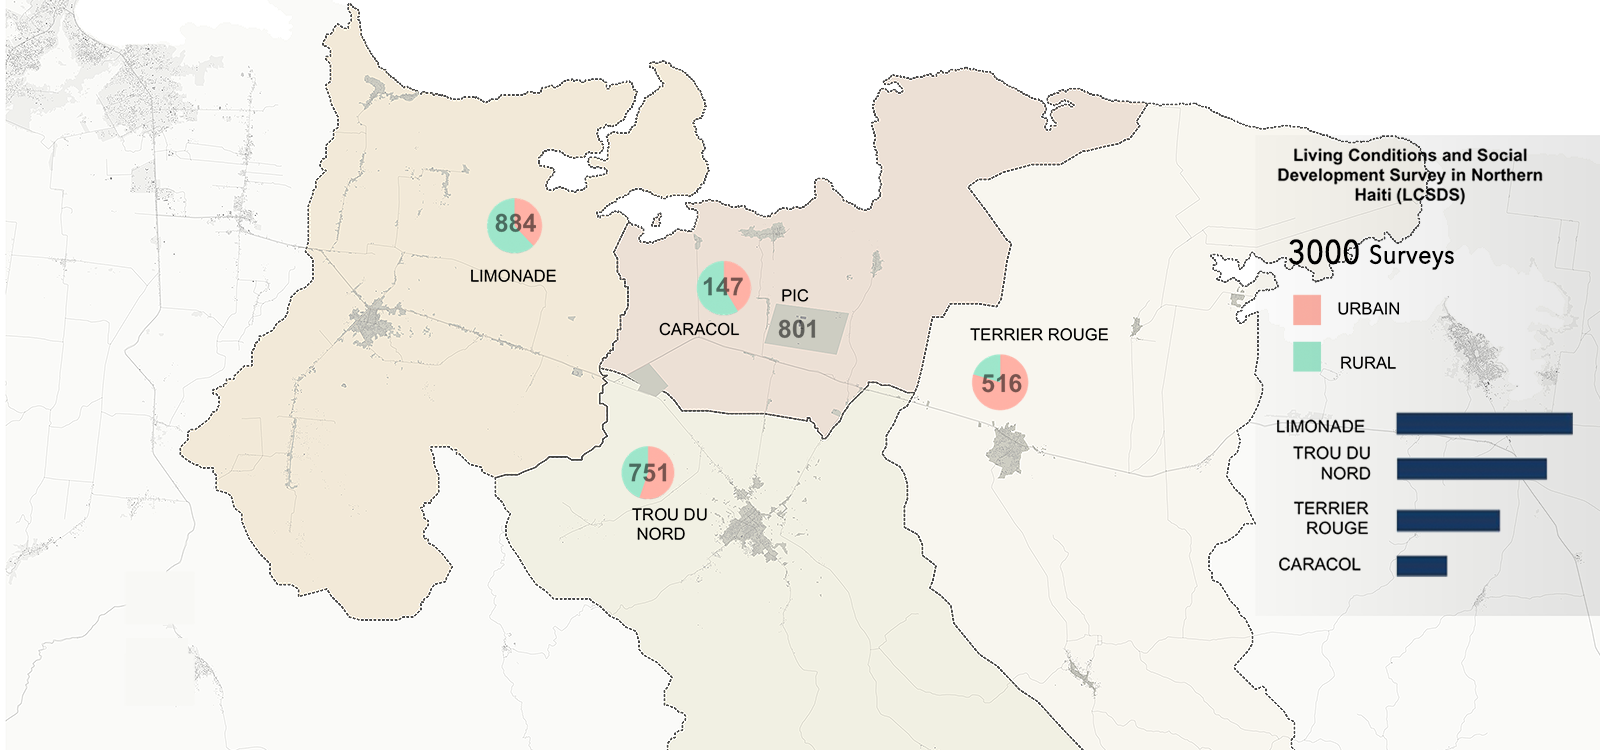 884
LIMONADE
147
CARACOL
PIC
801
TERRIER ROUGE
516
751
TROU DU
NORD
Living Conditions and Social
Development Survey in Northern
Haiti (LCSDS)
3000 Surveys
URBAIN
RURAL
LIMONADE
TROU DU
NORD
TERRIER
ROUGE
CARACOL